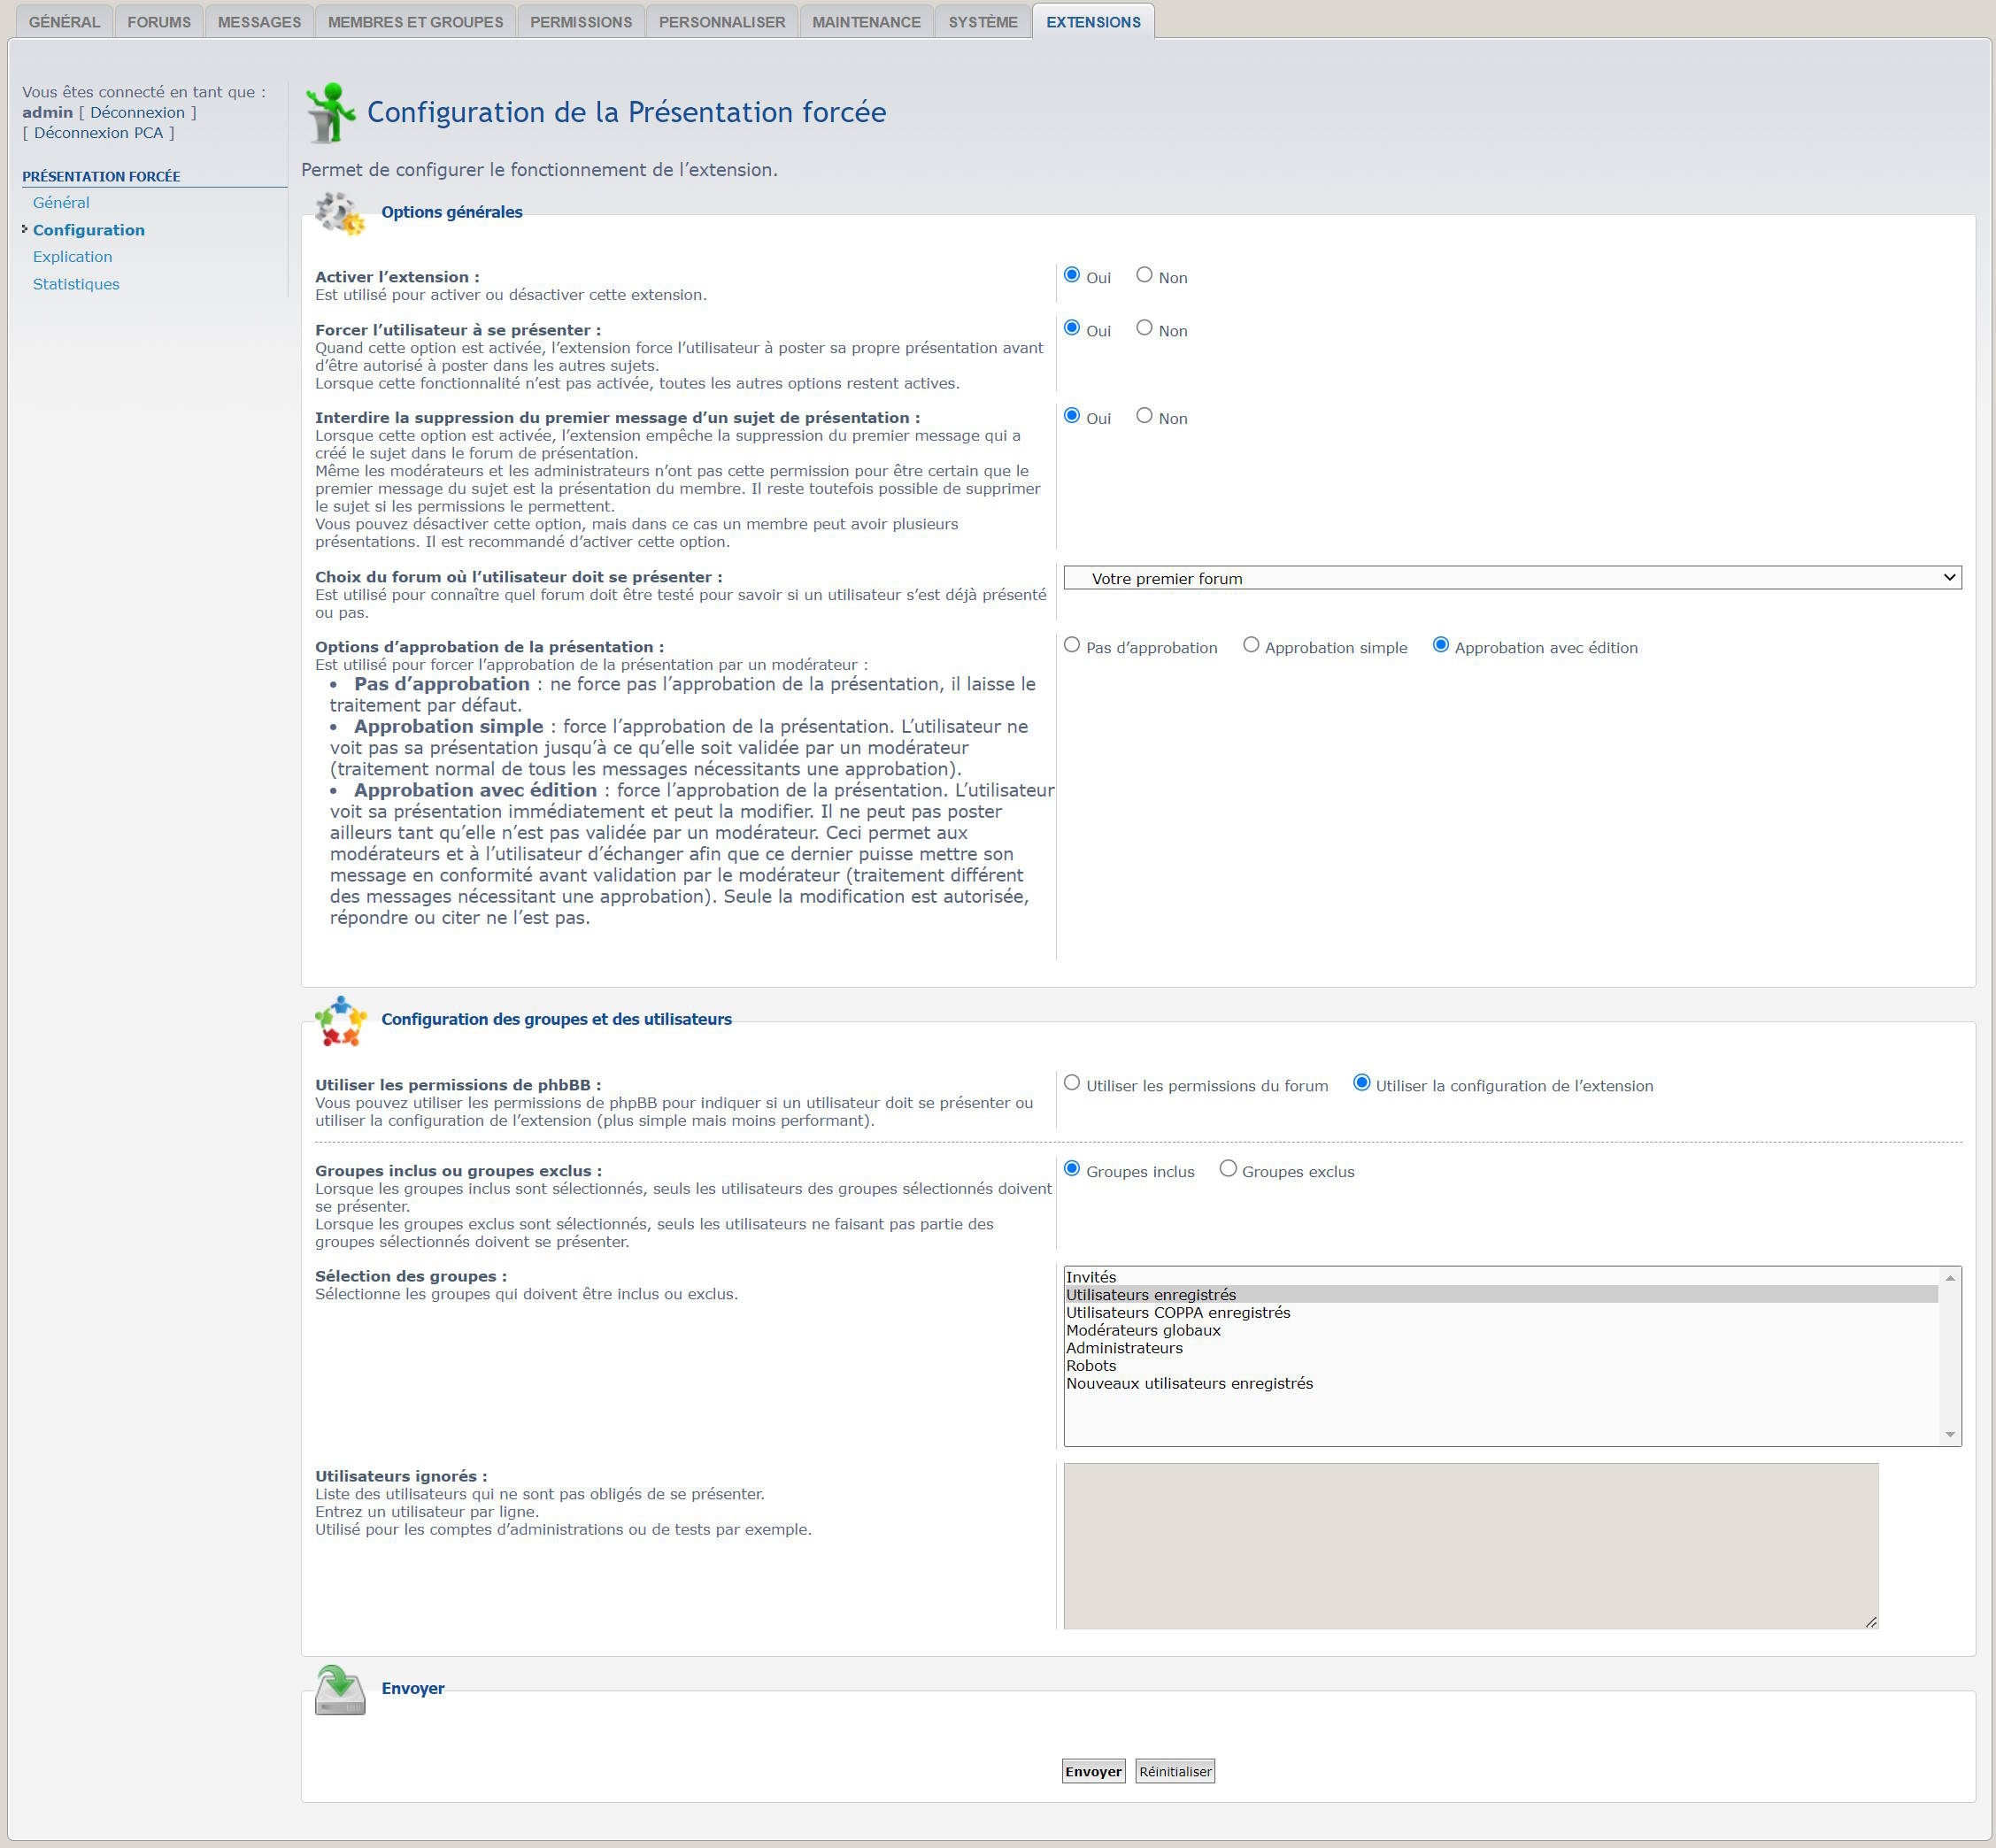 GÉNÉRAL FORUMS MESSAGES MEMBRES ET GROUPES PERMISSIONS PERSONNALISER MAINTENANCE SYSTÈME EXTENSIONS
Vous êtes connecté en tant que :
admin [ Déconnexion ]
[ Déconnexion PCA ]
PRÉSENTATION FORCÉE
Général
Configuration
Explication
Statistiques
Configuration de la Présentation forcée
Permet de configurer le fonctionnement de l’extension.
Options générales
Activer l’extension :
Est utilisé pour activer ou désactiver cette extension.
Oui Non
Forcer l’utilisateur à se présenter :
Quand cette option est activée, l’extension force l’utilisateur à poster sa propre présentation avant
d’être autorisé à poster dans les autres sujets.
Lorsque cette fonctionnalité n’est pas activée, toutes les autres options restent actives.
Oui Non
Interdire la suppression du premier message d’un sujet de présentation :
Lorsque cette option est activée, l’extension empêche la suppression du premier message qui a
créé le sujet dans le forum de présentation.
Même les modérateurs et les administrateurs n’ont pas cette permission pour être certain que le
premier message du sujet est la présentation du membre. Il reste toutefois possible de supprimer
le sujet si les permissions le permettent.
Vous pouvez désactiver cette option, mais dans ce cas un membre peut avoir plusieurs
présentations. Il est recommandé d’activer cette option.
Oui Non
Choix du forum où l’utilisateur doit se présenter :
Est utilisé pour connaître quel forum doit être testé pour savoir si un utilisateur s’est déjà présenté
ou pas.
Votre premier forum
Options d’approbation de la présentation :
Est utilisé pour forcer l’approbation de la présentation par un modérateur :
• Pas d’approbation : ne force pas l’approbation de la présentation, il laisse le
traitement par défaut.
• Approbation simple : force l’approbation de la présentation. L’utilisateur ne
voit pas sa présentation jusqu’à ce qu’elle soit validée par un modérateur
(traitement normal de tous les messages nécessitants une approbation).
• Approbation avec édition : force l’approbation de la présentation. L’utilisateur
voit sa présentation immédiatement et peut la modifier. Il ne peut pas poster
ailleurs tant qu’elle n’est pas validée par un modérateur. Ceci permet aux
modérateurs et à l’utilisateur d’échanger afin que ce dernier puisse mettre son
message en conformité avant validation par le modérateur (traitement différent
des messages nécessitant une approbation). Seule la modification est autorisée,
répondre ou citer ne l’est pas.
Pas d’approbation Approbation simple Approbation avec édition
Configuration des groupes et des utilisateurs
Utiliser les permissions de phbBB :
Vous pouvez utiliser les permissions de phpBB pour indiquer si un utilisateur doit se présenter ou
utiliser la configuration de l’extension (plus simple mais moins performant).
Utiliser les permissions du forum Utiliser la configuration de l’extension
Groupes inclus ou groupes exclus :
Lorsque les groupes inclus sont sélectionnés, seuls les utilisateurs des groupes sélectionnés doivent
se présenter.
Lorsque les groupes exclus sont sélectionnés, seuls les utilisateurs ne faisant pas partie des
groupes sélectionnés doivent se présenter.
Groupes inclus Groupes exclus
Sélection des groupes :
Sélectionne les groupes qui doivent être inclus ou exclus.
Invités
Utilisateurs enregistrés
Utilisateurs COPPA enregistrés
Modérateurs globaux
Administrateurs
Robots
Nouveaux utilisateurs enregistrés
Utilisateurs ignorés :
Liste des utilisateurs qui ne sont pas obligés de se présenter.
Entrez un utilisateur par ligne.
Utilisé pour les comptes d’administrations ou de tests par exemple.
Envoyer
Envoyer Réinitialiser